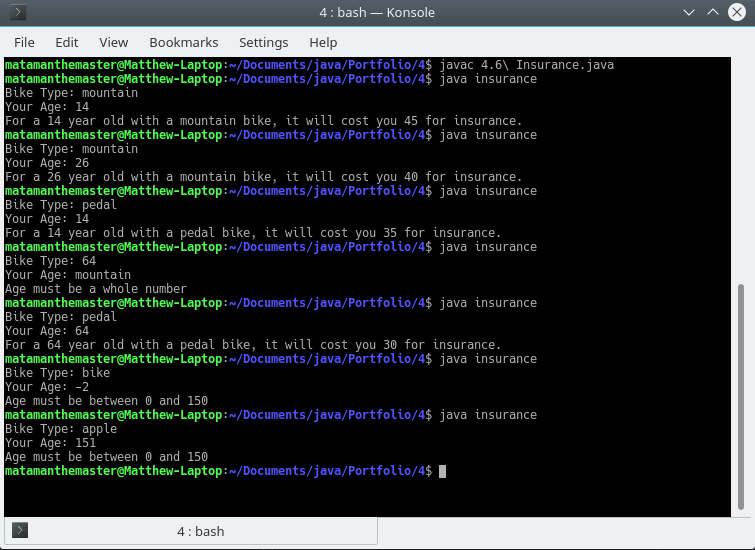 4 : bash — Konsole
File Edit View Bookmarks Settings Help
matamanthemaster@Matthew-Laptop:~/Documents/java/Portfolio/4$ javac 4.6\ Insurance.java
matamanthemaster@Matthew-Laptop:~/Documents/java/Portfolio/4$ java insurance
Bike Type: mountain
Your Age: 14
For a 14 year old with a mountain bike, it will cost you 45 for insurance.
matamanthemaster@Matthew-Laptop:~/Documents/java/Portfolio/4$ java insurance
Bike Type: mountain
Your Age: 26
For a 26 year old with a mountain bike, it will cost you 40 for insurance.
matamanthemaster@Matthew-Laptop:~/Documents/java/Portfolio/4$ java insurance
Bike Type: pedal
Your Age: 14
For a 14 year old with a pedal bike, it will cost you 35 for insurance.
matamanthemaster@Matthew-Laptop:~/Documents/java/Portfolio/4$ java insurance
Bike Type: 64
Your Age: mountain
Age must be a whole number
matamanthemaster@Matthew-Laptop:~/Documents/java/Portfolio/4$ java insurance
Bike Type: pedal
Your Age: 64
For a 64 year old with a pedal bike, it will cost you 30 for insurance.
matamanthemaster@Matthew-Laptop:~/Documents/java/Portfolio/4$ java insurance
Bike Type: bike
Your Age: -2
Age must be between 0 and 150
matamanthemaster@Matthew-Laptop:~/Documents/java/Portfolio/4$ java insurance
Bike Type: apple
Your Age: 151
Age must be between 0 and 150
matamanthemaster@Matthew-Laptop:~/Documents/java/Portfolio/4$
4 : bash